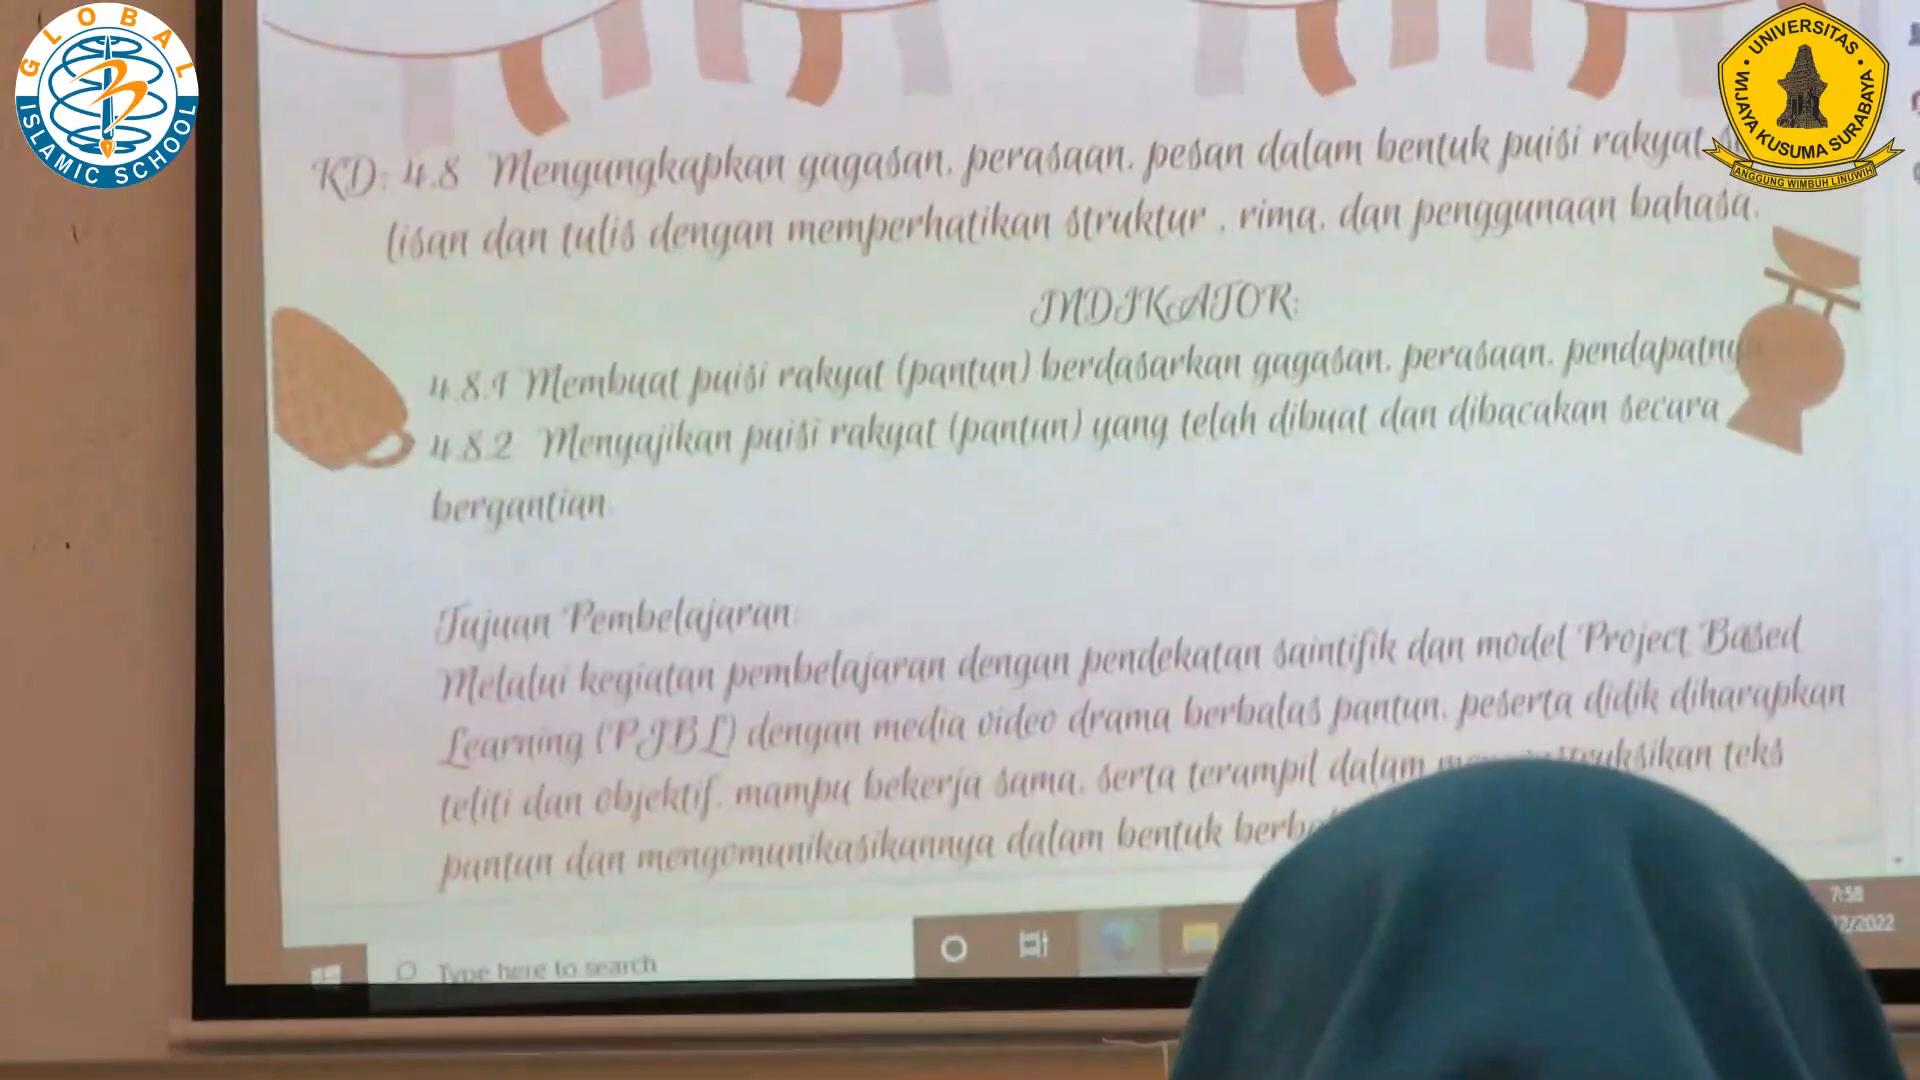 GLOBAL
ISLAMIC SCHOOL
UNIVERSITAS
WIJAYA KUSUMA SURABAYA
ANGGUNG WIMBUH LINUWIH
KD: 4.8 Mengungkapkan gagasan, perasaan, pesan dalam bentuk puisi rakyat
lisan dan tulis dengan memperhatikan struktur , rima, dan penggunaan bahasa.
INDIKATOR:
4.8.1 Membuat puisi rakyat (pantun) berdasarkan gagasan, perasaan,
4.8.2 Menyajikan puisi rakyat (pantun) yang telah dibuat dan dibacakan secara
bergantian.
Tujuan Pembelajaran:
Melalui kegiatan pembelajaran dengan pendekatan saintifik dan model Project Based
Learning (PJBL) dengan media video drama berbalas pantun, peserta didik diharapkan
teliti dan objektif, mampu bekerja sama, serta terampil dalam teks
pantun dan mengomunikasikannya dalam bentuk
Type here to search
7:58
2/2022